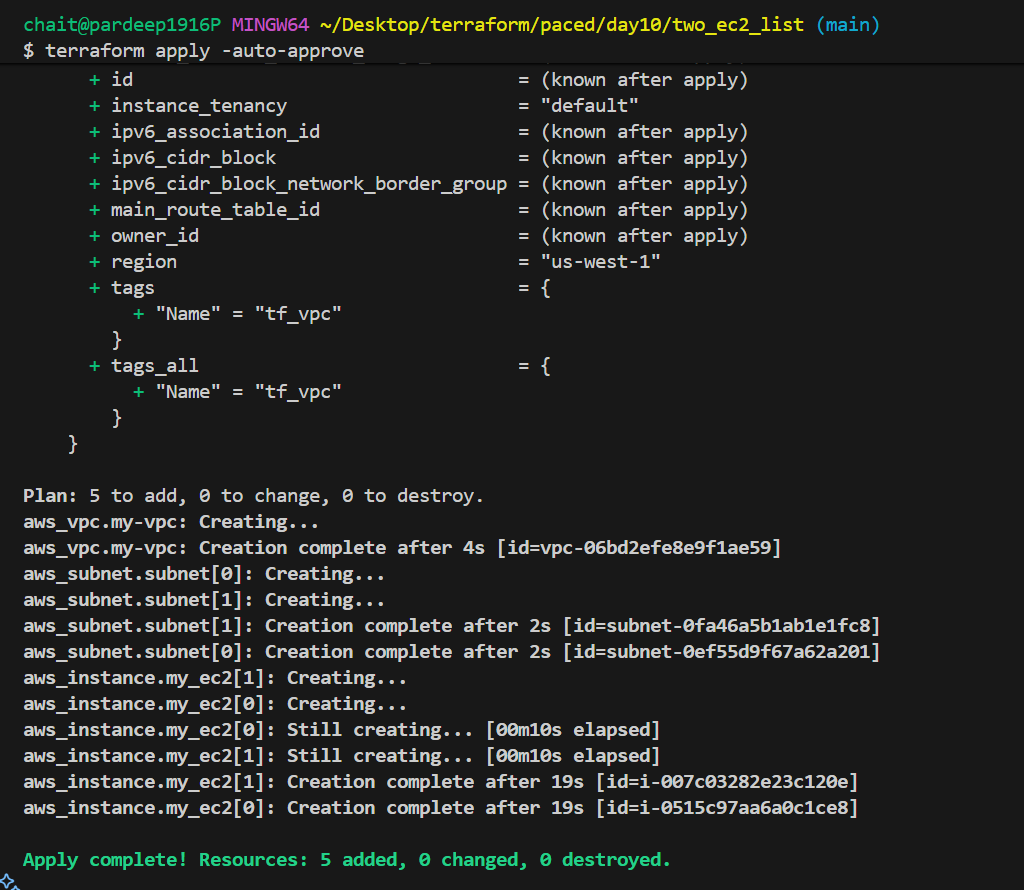 chait@pardeep1916P MINGW64 ~/Desktop/terraform/paced/day10/two_ec2_list (main)
$ terraform apply -auto-approve
+ id = (known after apply)
+ instance_tenancy = "default"
+ ipv6_association_id = (known after apply)
+ ipv6_cidr_block = (known after apply)
+ ipv6_cidr_block_network_border_group = (known after apply)
+ main_route_table_id = (known after apply)
+ owner_id = (known after apply)
+ region = "us-west-1"
+ tags = {
+ "Name" = "tf_vpc"
}
+ tags_all = {
+ "Name" = "tf_vpc"
}
}
Plan: 5 to add, 0 to change, 0 to destroy.
aws_vpc.my-vpc: Creating...
aws_vpc.my-vpc: Creation complete after 4s [id=vpc-06bd2efe8e9f1ae59]
aws_subnet.subnet[0]: Creating...
aws_subnet.subnet[1]: Creating...
aws_subnet.subnet[1]: Creation complete after 2s [id=subnet-0fa46a5b1ab1e1fc8]
aws_subnet.subnet[0]: Creation complete after 2s [id=subnet-0ef55d9f67a62a201]
aws_instance.my_ec2[1]: Creating...
aws_instance.my_ec2[0]: Creating...
aws_instance.my_ec2[0]: Still creating... [00m10s elapsed]
aws_instance.my_ec2[1]: Still creating... [00m10s elapsed]
aws_instance.my_ec2[1]: Creation complete after 19s [id=i-007c03282e23c120e]
aws_instance.my_ec2[0]: Creation complete after 19s [id=i-0515c97aa6a0c1ce8]
Apply complete! Resources: 5 added, 0 changed, 0 destroyed.